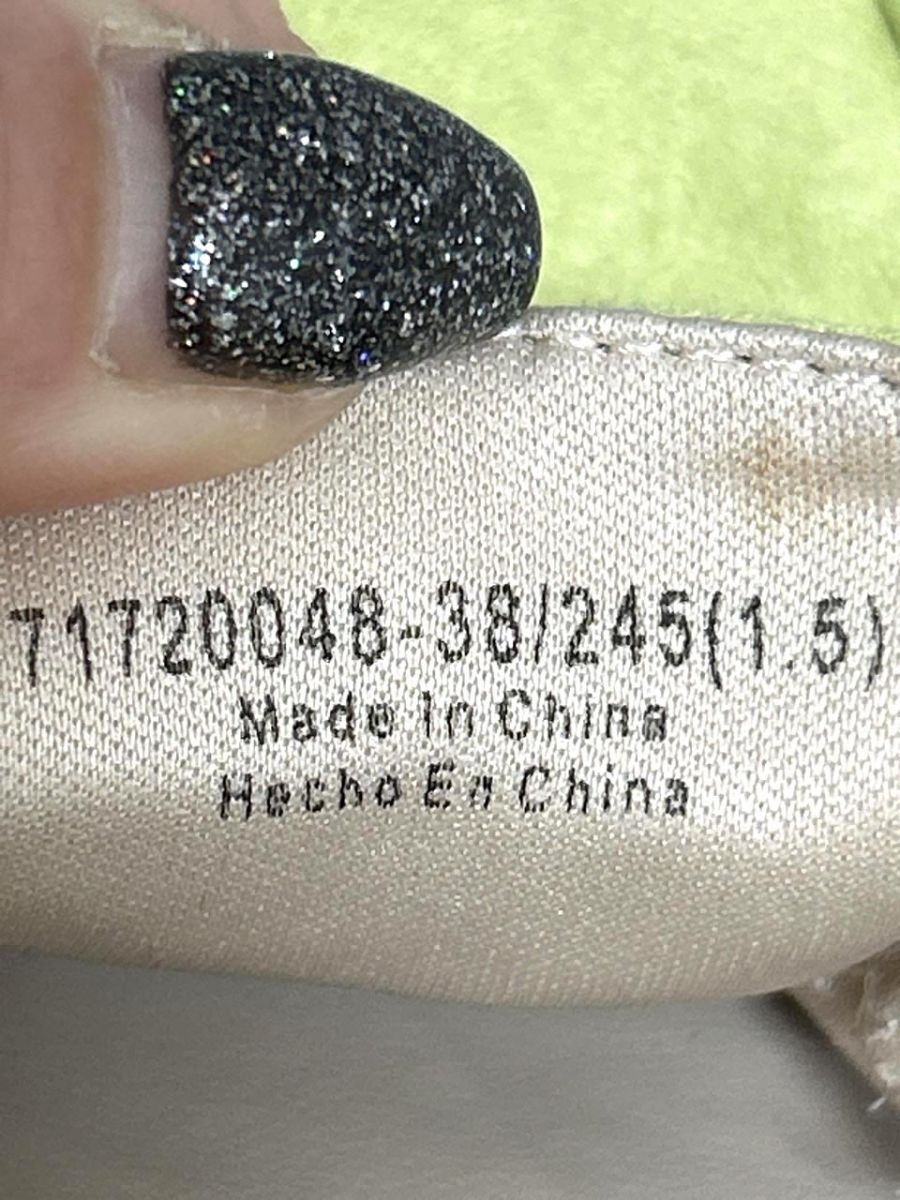 71720048-38/245(1.5)
Made In China
Hecho En China